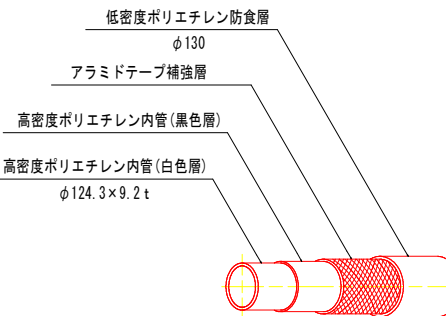 低密度ポリエチレン防食層
φ130
アラミドテープ補強層
高密度ポリエチレン内管(黒色層)
高密度ポリエチレン内管(白色層)
φ124.3×9.2t